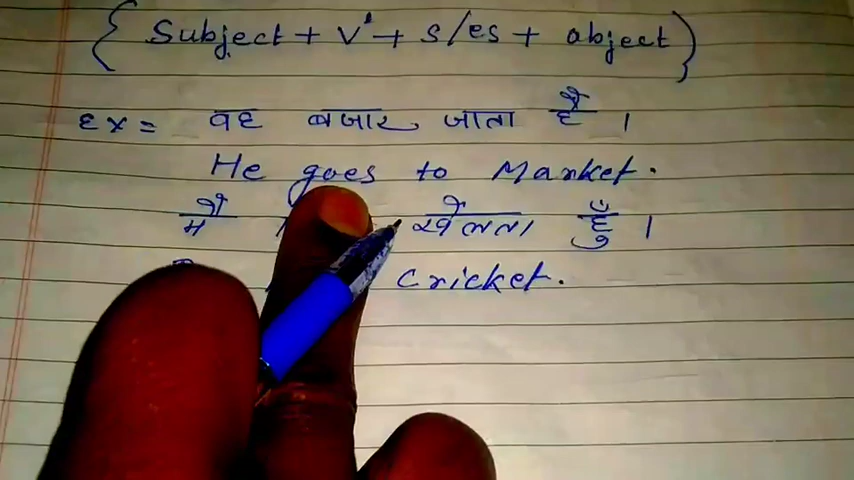 { Subject + V¹ + s/es + object }
Ex = वह बजार जाता है ।
He goes to Market.
मै खेलता हूँ ।
cricket.